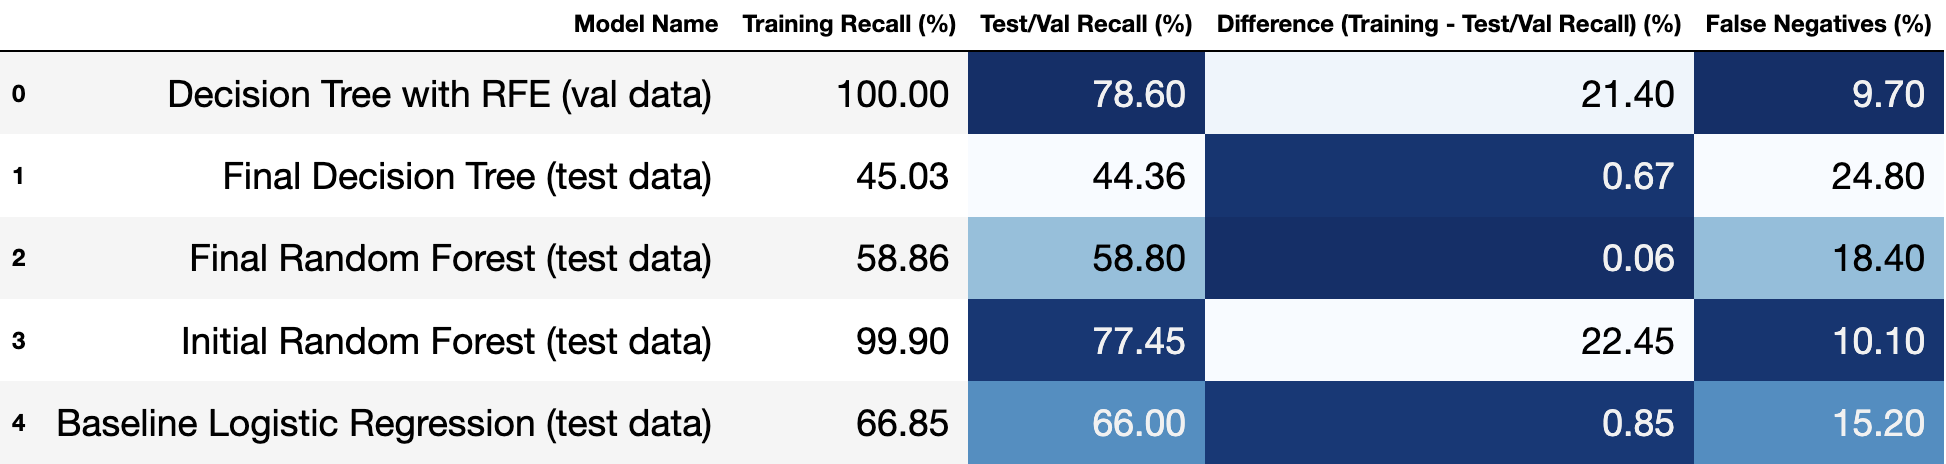 Model Name Training Recall (%) Test/Val Recall (%) Difference (Training - Test/Val Recall) (%) False Negatives (%)
0 Decision Tree with RFE (val data) 100.00 78.60 21.40 9.70
1 Final Decision Tree (test data) 45.03 44.36 0.67 24.80
2 Final Random Forest (test data) 58.86 58.80 0.06 18.40
3 Initial Random Forest (test data) 99.90 77.45 22.45 10.10
4 Baseline Logistic Regression (test data) 66.85 66.00 0.85 15.20